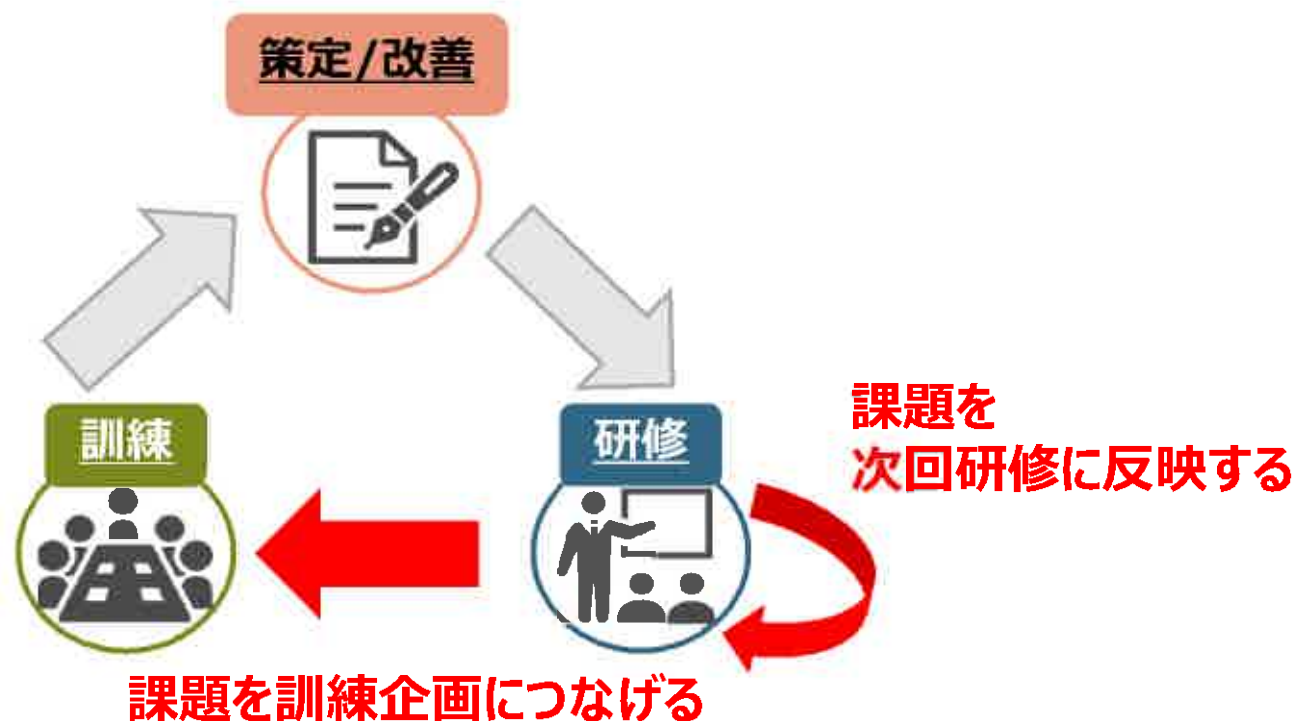 策定/改善
訓練
研修
課題を
次回研修に反映する
課題を訓練企画につなげる